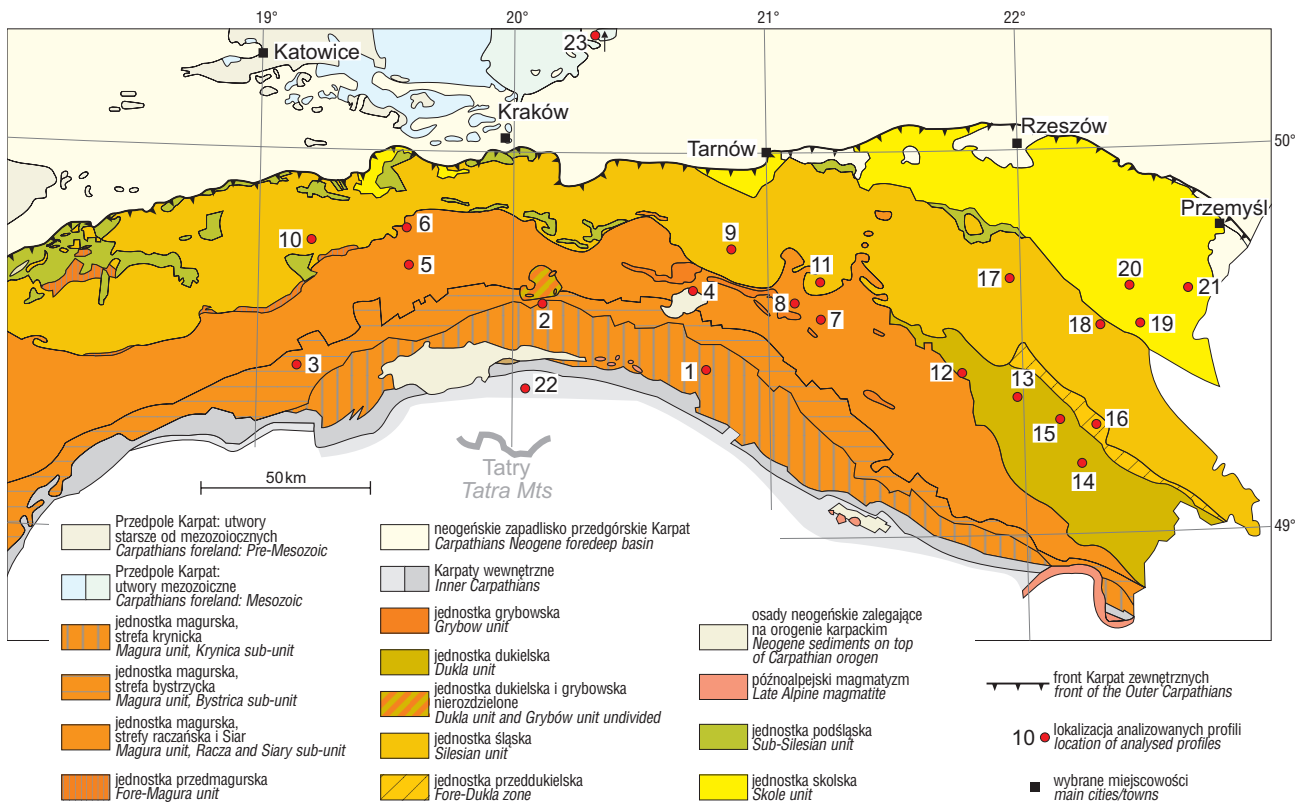 19°
20°
21°
22°
23
Katowice
Kraków
Rzeszów
50°
Tarnów
Przemyśl
10
6
5
9
11
17
20
21
4
8
7
2
18
19
3
1
22
12
13
15
16
14
50 km
Tatry
Tatra Mts
49°
Przedpole Karpat: utwory
starsze od mezozoiocznych
Carpathians foreland: Pre-Mesozoic
Przedpole Karpat:
utwory mezozoiczne
Carpathians foreland: Mesozoic
jednostka magurska,
strefa krynicka
Magura unit, Krynica sub-unit
jednostka magurska,
strefa bystrzycka
Magura unit, Bystrica sub-unit
jednostka magurska,
strefy raczańska i Siar
Magura unit, Racza and Siary sub-unit
jednostka przedmagurska
Fore-Magura unit
neogeńskie zapadlisko przedgórskie Karpat
Carpathians Neogene foredeep basin
Karpaty wewnętrzne
Inner Carpathians
jednostka grybowska
Grybow unit
jednostka dukielska
Dukla unit
jednostka dukielska i grybowska
nierozdzielone
Dukla unit and Grybów unit undivided
jednostka śląska
Silesian unit
jednostka przeddukielska
Fore-Dukla zone
osady neogeńskie zalegające
na orogenie karpackim
Neogene sediments on top
of Carpathian orogen
późnoalpejski magmatyzm
Late Alpine magmatite
jednostka podśląska
Sub-Silesian unit
jednostka skolska
Skole unit
front Karpat zewnętrznych
front of the Outer Carpathians
10 lokalizacja analizowanych profili
location of analysed profiles
wybrane miejscowości
main cities/towns